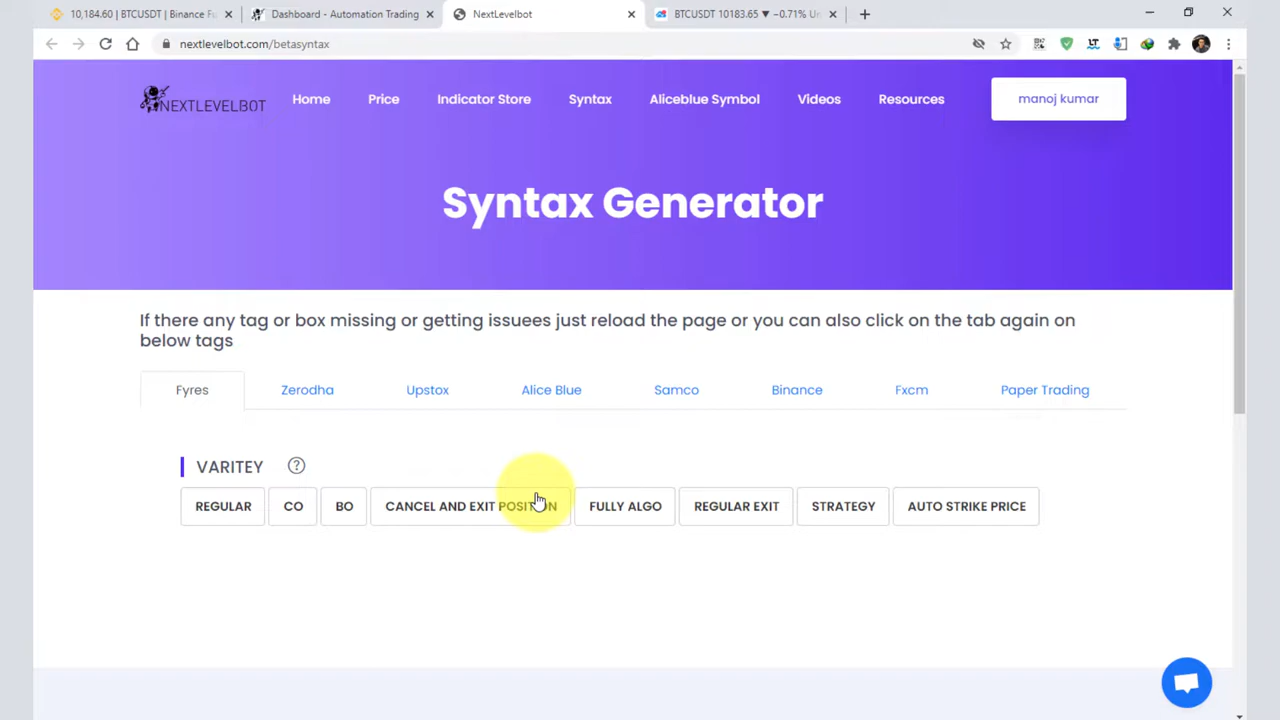 10,184.60 | BTCUSDT | Binance Fu
Dashboard - Automation Trading
NextLevelbot
BTCUSDT 10183.65 ▼ −0.71% Un
nextlevelbot.com/betasyntax
NEXTLEVELBOT
Home
Price
Indicator Store
Syntax
Aliceblue Symbol
Videos
Resources
manoj kumar
Syntax Generator
If there any tag or box missing or getting issuees just reload the page or you can also click on the tab again on
below tags
Fyres
Zerodha
Upstox
Alice Blue
Samco
Binance
Fxcm
Paper Trading
VARITEY ?
REGULAR
CO
BO
CANCEL AND EXIT POSITION
FULLY ALGO
REGULAR EXIT
STRATEGY
AUTO STRIKE PRICE